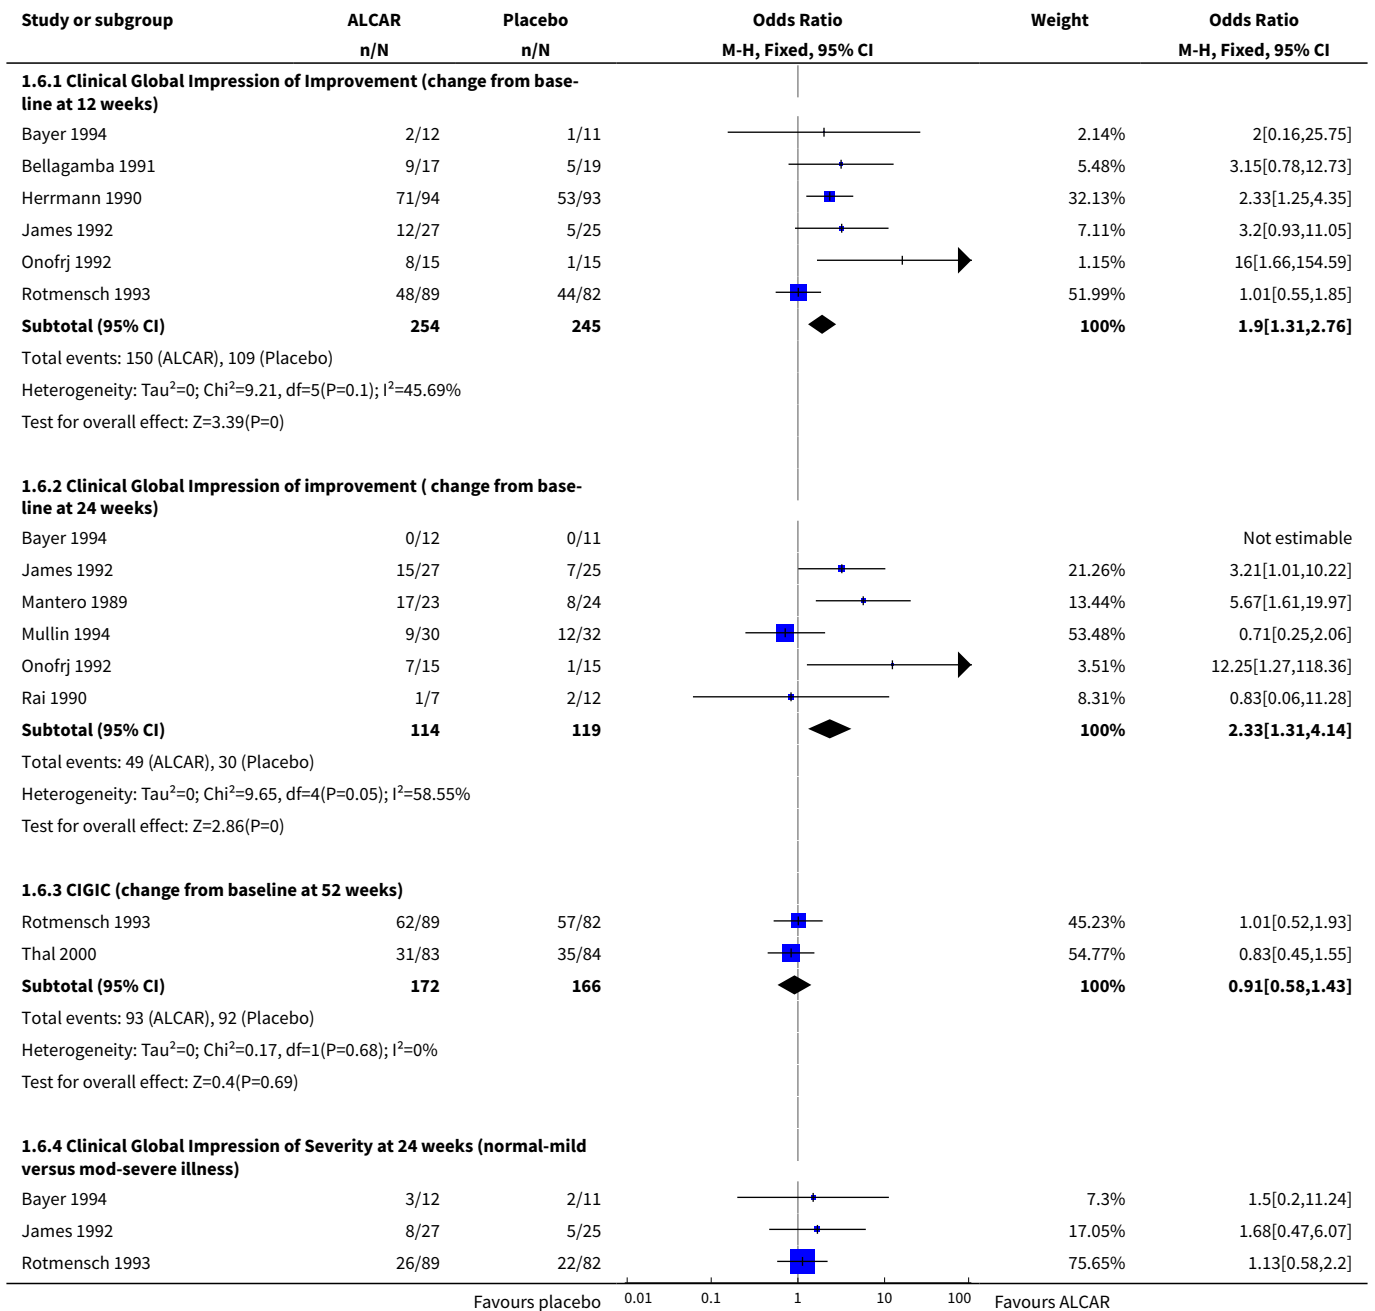 Study or subgroup ALCAR Placebo Odds Ratio Weight Odds Ratio
n/N n/N M-H, Fixed, 95% CI M-H, Fixed, 95% CI
1.6.1 Clinical Global Impression of Improvement (change from base-
line at 12 weeks)
Bayer 1994 2/12 1/11 2.14% 2[0.16,25.75]
Bellagamba 1991 9/17 5/19 5.48% 3.15[0.78,12.73]
Herrmann 1990 71/94 53/93 32.13% 2.33[1.25,4.35]
James 1992 12/27 5/25 7.11% 3.2[0.93,11.05]
Onofrj 1992 8/15 1/15 1.15% 16[1.66,154.59]
Rotmensch 1993 48/89 44/82 51.99% 1.01[0.55,1.85]
Subtotal (95% CI) 254 245 100% 1.9[1.31,2.76]
Total events: 150 (ALCAR), 109 (Placebo)
Heterogeneity: Tau²=0; Chi²=9.21, df=5(P=0.1); I²=45.69%
Test for overall effect: Z=3.39(P=0)
1.6.2 Clinical Global Impression of improvement ( change from base-
line at 24 weeks)
Bayer 1994 0/12 0/11 Not estimable
James 1992 15/27 7/25 21.26% 3.21[1.01,10.22]
Mantero 1989 17/23 8/24 13.44% 5.67[1.61,19.97]
Mullin 1994 9/30 12/32 53.48% 0.71[0.25,2.06]
Onofrj 1992 7/15 1/15 3.51% 12.25[1.27,118.36]
Rai 1990 1/7 2/12 8.31% 0.83[0.06,11.28]
Subtotal (95% CI) 114 119 100% 2.33[1.31,4.14]
Total events: 49 (ALCAR), 30 (Placebo)
Heterogeneity: Tau²=0; Chi²=9.65, df=4(P=0.05); I²=58.55%
Test for overall effect: Z=2.86(P=0)
1.6.3 CIGIC (change from baseline at 52 weeks)
Rotmensch 1993 62/89 57/82 45.23% 1.01[0.52,1.93]
Thal 2000 31/83 35/84 54.77% 0.83[0.45,1.55]
Subtotal (95% CI) 172 166 100% 0.91[0.58,1.43]
Total events: 93 (ALCAR), 92 (Placebo)
Heterogeneity: Tau²=0; Chi²=0.17, df=1(P=0.68); I²=0%
Test for overall effect: Z=0.4(P=0.69)
1.6.4 Clinical Global Impression of Severity at 24 weeks (normal-mild
versus mod-severe illness)
Bayer 1994 3/12 2/11 7.3% 1.5[0.2,11.24]
James 1992 8/27 5/25 17.05% 1.68[0.47,6.07]
Rotmensch 1993 26/89 22/82 75.65% 1.13[0.58,2.2]
Favours placebo 0.01 0.1 1 10 100 Favours ALCAR